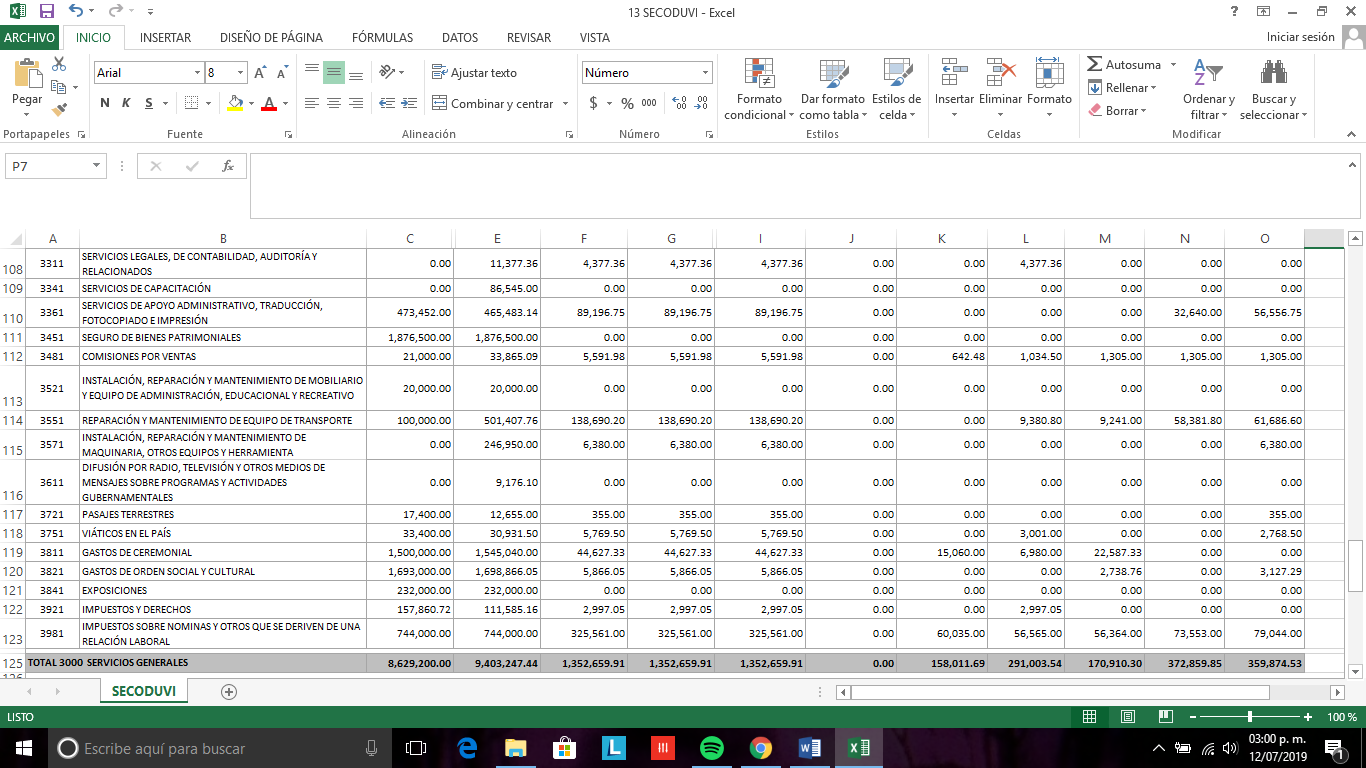 13 SECODUVI - Excel
ARCHIVO INICIO INSERTAR DISEÑO DE PÁGINA FÓRMULAS DATOS REVISAR VISTA Iniciar sesión
Pegar
Arial 8
N K S
Ajustar texto
Combinar y centrar
Número
$ % 000
Formato condicional
Dar formato como tabla
Estilos de celda
Insertar Eliminar Formato
Autosuma
Rellenar
Borrar
Ordenar y filtrar
Buscar y seleccionar
Portapapeles Fuente Alineación Número Estilos Celdas Modificar
P7 fx
A B C E F G I J K L M N O
108 3311 SERVICIOS LEGALES, DE CONTABILIDAD, AUDITORÍA Y
RELACIONADOS 0.00 11,377.36 4,377.36 4,377.36 4,377.36 0.00 0.00 4,377.36 0.00 0.00 0.00
109 3341 SERVICIOS DE CAPACITACIÓN 0.00 86,545.00 0.00 0.00 0.00 0.00 0.00 0.00 0.00 0.00 0.00
110 3361 SERVICIOS DE APOYO ADMINISTRATIVO, TRADUCCIÓN,
FOTOCOPIADO E IMPRESIÓN 473,452.00 465,483.14 89,196.75 89,196.75 89,196.75 0.00 0.00 0.00 0.00 32,640.00 56,556.75
111 3451 SEGURO DE BIENES PATRIMONIALES 1,876,500.00 1,876,500.00 0.00 0.00 0.00 0.00 0.00 0.00 0.00 0.00 0.00
112 3481 COMISIONES POR VENTAS 21,000.00 33,865.09 5,591.98 5,591.98 5,591.98 0.00 642.48 1,034.50 1,305.00 1,305.00 1,305.00
113 3521 INSTALACIÓN, REPARACIÓN Y MANTENIMIENTO DE MOBILIARIO
Y EQUIPO DE ADMINISTRACIÓN, EDUCACIONAL Y RECREATIVO 20,000.00 20,000.00 0.00 0.00 0.00 0.00 0.00 0.00 0.00 0.00 0.00
114 3551 REPARACIÓN Y MANTENIMIENTO DE EQUIPO DE TRANSPORTE 100,000.00 501,407.76 138,690.20 138,690.20 138,690.20 0.00 0.00 9,380.80 9,241.00 58,381.80 61,686.60
115 3571 INSTALACIÓN, REPARACIÓN Y MANTENIMIENTO DE
MAQUINARIA, OTROS EQUIPOS Y HERRAMIENTA 0.00 246,950.00 6,380.00 6,380.00 6,380.00 0.00 0.00 0.00 0.00 0.00 6,380.00
116 3611 DIFUSIÓN POR RADIO, TELEVISIÓN Y OTROS MEDIOS DE
MENSAJES SOBRE PROGRAMAS Y ACTIVIDADES
GUBERNAMENTALES 0.00 9,176.10 0.00 0.00 0.00 0.00 0.00 0.00 0.00 0.00 0.00
117 3721 PASAJES TERRESTRES 17,400.00 12,655.00 355.00 355.00 355.00 0.00 0.00 0.00 0.00 0.00 355.00
118 3751 VIÁTICOS EN EL PAÍS 33,400.00 30,931.50 5,769.50 5,769.50 5,769.50 0.00 0.00 3,001.00 0.00 0.00 2,768.50
119 3811 GASTOS DE CEREMONIAL 1,500,000.00 1,545,040.00 44,627.33 44,627.33 44,627.33 0.00 15,060.00 6,980.00 22,587.33 0.00 0.00
120 3821 GASTOS DE ORDEN SOCIAL Y CULTURAL 1,693,000.00 1,698,866.05 5,866.05 5,866.05 5,866.05 0.00 0.00 0.00 2,738.76 0.00 3,127.29
121 3841 EXPOSICIONES 232,000.00 232,000.00 0.00 0.00 0.00 0.00 0.00 0.00 0.00 0.00 0.00
122 3921 IMPUESTOS Y DERECHOS 157,860.72 111,585.16 2,997.05 2,997.05 2,997.05 0.00 0.00 2,997.05 0.00 0.00 0.00
123 3981 IMPUESTOS SOBRE NOMINAS Y OTROS QUE SE DERIVEN DE UNA
RELACIÓN LABORAL 744,000.00 744,000.00 325,561.00 325,561.00 325,561.00 0.00 60,035.00 56,565.00 56,364.00 73,553.00 79,044.00
125 TOTAL 3000 SERVICIOS GENERALES 8,629,200.00 9,403,247.44 1,352,659.91 1,352,659.91 1,352,659.91 0.00 158,011.69 291,003.54 170,910.30 372,859.85 359,874.53
SECODUVI
LISTO 100 %
Escribe aquí para buscar
03:00 p. m.
12/07/2019
1